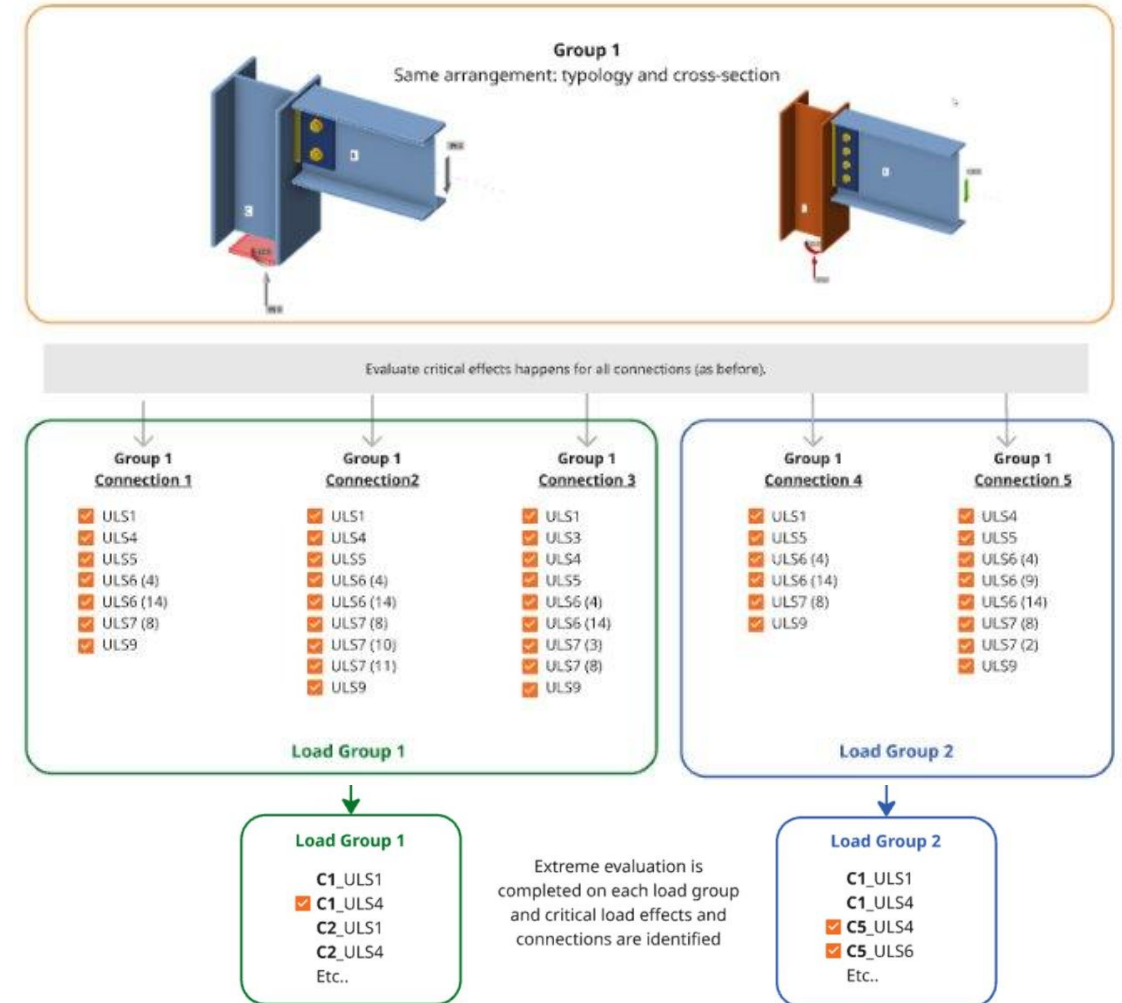 Group 1
Same arrangement: typology and cross-section
Evaluate critical effects happens for all connections (as before).
Group 1
Connection 1
ULS1
ULS4
ULS5
ULS6 (4)
ULS6 (14)
ULS7 (8)
ULS9
Group 1
Connection2
ULS1
ULS4
ULS5
ULS6 (4)
ULS6 (14)
ULS7 (8)
ULS7 (10)
ULS7 (11)
ULS9
Group 1
Connection 3
ULS1
ULS3
ULS4
ULS5
ULS6 (4)
ULS6 (14)
ULS7 (3)
ULS7 (8)
ULS9
Load Group 1
Group 1
Connection 4
ULS1
ULS5
ULS6 (4)
ULS6 (14)
ULS7 (8)
ULS9
Group 1
Connection 5
ULS4
ULS5
ULS6 (4)
ULS6 (9)
ULS6 (14)
ULS7 (8)
ULS7 (2)
ULS9
Load Group 2
Load Group 1
C1_ULS1
C1_ULS4
C2_ULS1
C2_ULS4
Etc..
Extreme evaluation is
completed on each load group
and critical load effects and
connections are identified
Load Group 2
C1_ULS1
C1_ULS4
C5_ULS4
C5_ULS6
Etc..